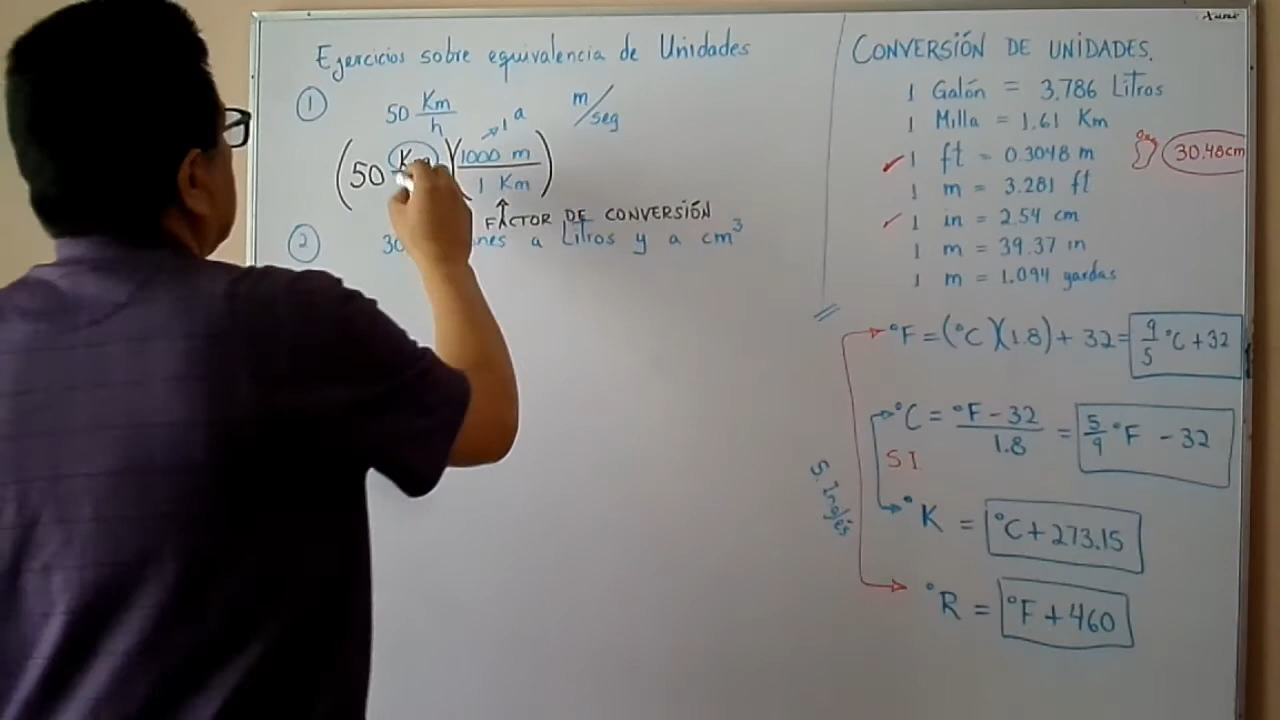 Ejercicios sobre equivalencia de Unidades
1 50 Km/h a m/seg
(50 Km)(1000 m / 1 Km) 1
FACTOR DE CONVERSIÓN
2 a Litros y a cm³
CONVERSIÓN DE UNIDADES.
1 Galón = 3.786 Litros
1 Milla = 1.61 Km
1 ft = 0.3048 m 30.48cm
1 m = 3.281 ft
1 in = 2.54 cm
1 m = 39.37 in
1 m = 1.094 yardas
°F = (°C)(1.8) + 32 = 9/5 °C + 32
°C = °F - 32 / 1.8 = 5/9 °F - 32
SI
S. Inglés
°K = °C + 273.15
°R = °F + 460